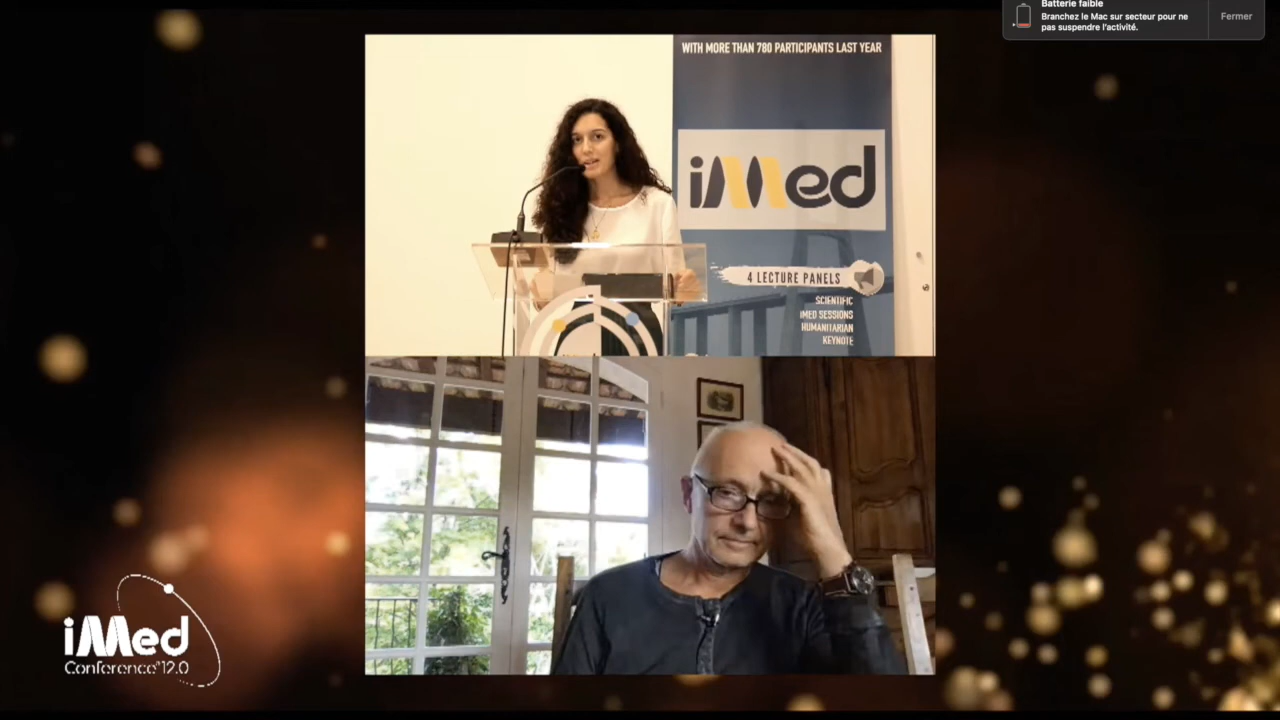 Batterie faible
Branchez le Mac sur secteur pour ne
pas suspendre l'activité.
Fermer
WITH MORE THAN 780 PARTICIPANTS LAST YEAR
iMed
4 LECTURE PANELS
SCIENTIFIC
iMED SESSIONS
HUMANITARIAN
KEYNOTE
iMed
Conference® 12.0